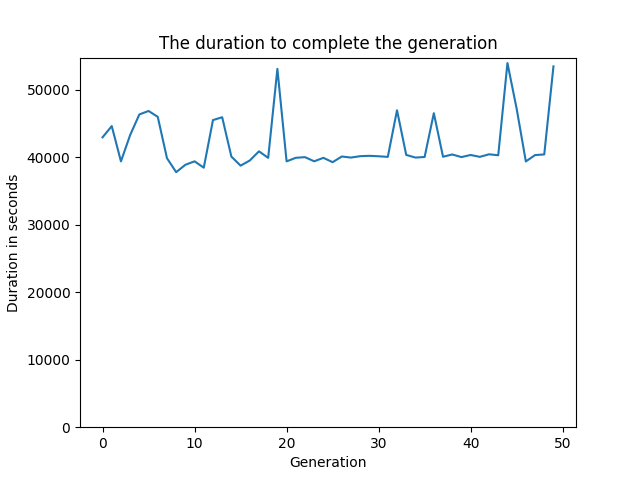 The duration to complete the generation
Duration in seconds
50000
40000
30000
20000
10000
0
0 10 20 30 40 50
Generation